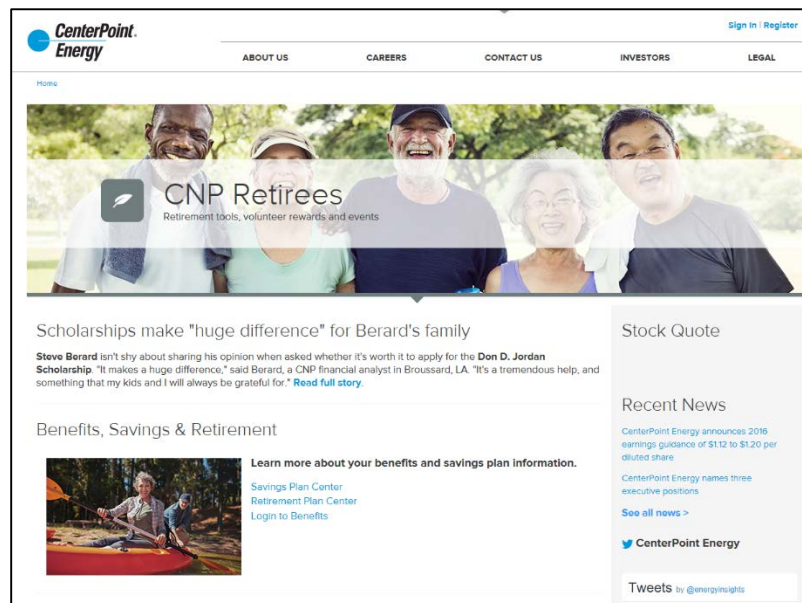 CenterPoint.
Energy
Sign In | Register
ABOUT US CAREERS CONTACT US INVESTORS LEGAL
Home
CNP Retirees
Retirement tools, volunteer rewards and events
Scholarships make "huge difference" for Berard's family
Steve Berard isn't shy about sharing his opinion when asked whether it's worth it to apply for the Don D. Jordan
Scholarship. "It makes a huge difference," said Berard, a CNP financial analyst in Broussard, LA. "It's a tremendous help, and
something that my kids and I will always be grateful for." Read full story.
Benefits, Savings & Retirement
Learn more about your benefits and savings plan information.
Savings Plan Center
Retirement Plan Center
Login to Benefits
Stock Quote
Recent News
CenterPoint Energy announces 2016
earnings guidance of $1.12 to $1.20 per
diluted share
CenterPoint Energy names three
executive positions
See all news >
CenterPoint Energy
Tweets by @energyinsights